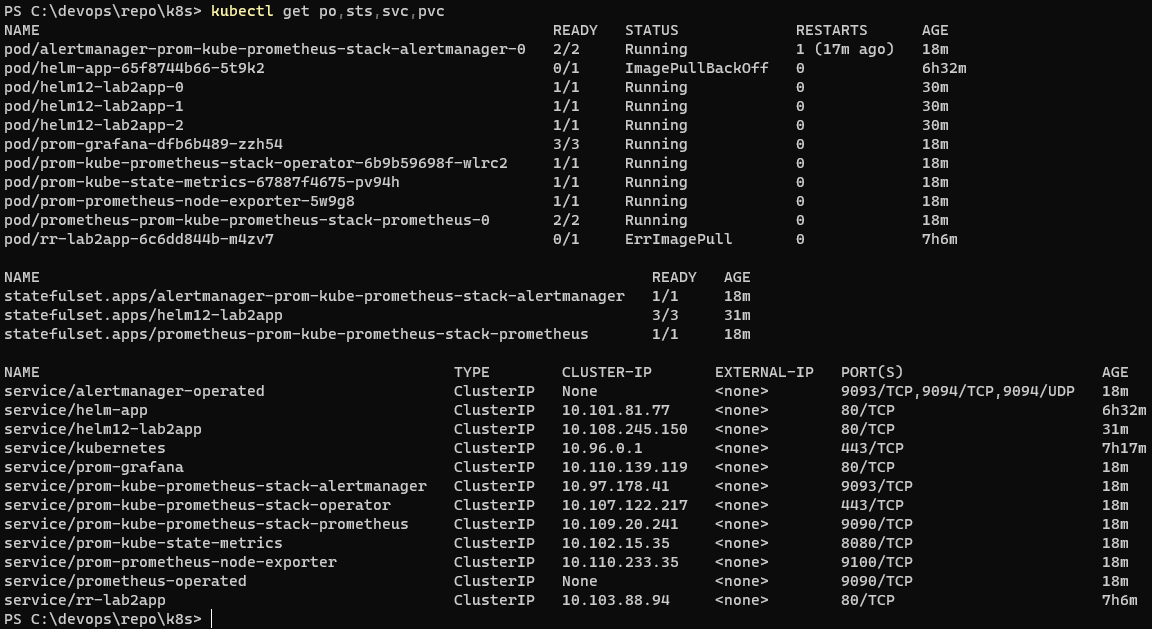 PS C:\devops\repo\k8s> kubectl get po,sts,svc,pvc
NAME READY STATUS RESTARTS AGE
pod/alertmanager-prom-kube-prometheus-stack-alertmanager-0 2/2 Running 1 (17m ago) 18m
pod/helm-app-65f8744b66-5t9k2 0/1 ImagePullBackOff 0 6h32m
pod/helm12-lab2app-0 1/1 Running 0 30m
pod/helm12-lab2app-1 1/1 Running 0 30m
pod/helm12-lab2app-2 1/1 Running 0 30m
pod/prom-grafana-dfb6b489-zzh54 3/3 Running 0 18m
pod/prom-kube-prometheus-stack-operator-6b9b59698f-wlrc2 1/1 Running 0 18m
pod/prom-kube-state-metrics-67887f4675-pv94h 1/1 Running 0 18m
pod/prom-prometheus-node-exporter-5w9g8 1/1 Running 0 18m
pod/prometheus-prom-kube-prometheus-stack-prometheus-0 2/2 Running 0 18m
pod/rr-lab2app-6c6dd844b-m4zv7 0/1 ErrImagePull 0 7h6m
NAME READY AGE
statefulset.apps/alertmanager-prom-kube-prometheus-stack-alertmanager 1/1 18m
statefulset.apps/helm12-lab2app 3/3 31m
statefulset.apps/prometheus-prom-kube-prometheus-stack-prometheus 1/1 18m
NAME TYPE CLUSTER-IP EXTERNAL-IP PORT(S) AGE
service/alertmanager-operated ClusterIP None <none> 9093/TCP,9094/TCP,9094/UDP 18m
service/helm-app ClusterIP 10.101.81.77 <none> 80/TCP 6h32m
service/helm12-lab2app ClusterIP 10.108.245.150 <none> 80/TCP 31m
service/kubernetes ClusterIP 10.96.0.1 <none> 443/TCP 7h17m
service/prom-grafana ClusterIP 10.110.139.119 <none> 80/TCP 18m
service/prom-kube-prometheus-stack-alertmanager ClusterIP 10.97.178.41 <none> 9093/TCP 18m
service/prom-kube-prometheus-stack-operator ClusterIP 10.107.122.217 <none> 443/TCP 18m
service/prom-kube-prometheus-stack-prometheus ClusterIP 10.109.20.241 <none> 9090/TCP 18m
service/prom-kube-state-metrics ClusterIP 10.102.15.35 <none> 8080/TCP 18m
service/prom-prometheus-node-exporter ClusterIP 10.110.233.35 <none> 9100/TCP 18m
service/prometheus-operated ClusterIP None <none> 9090/TCP 18m
service/rr-lab2app ClusterIP 10.103.88.94 <none> 80/TCP 7h6m
PS C:\devops\repo\k8s>